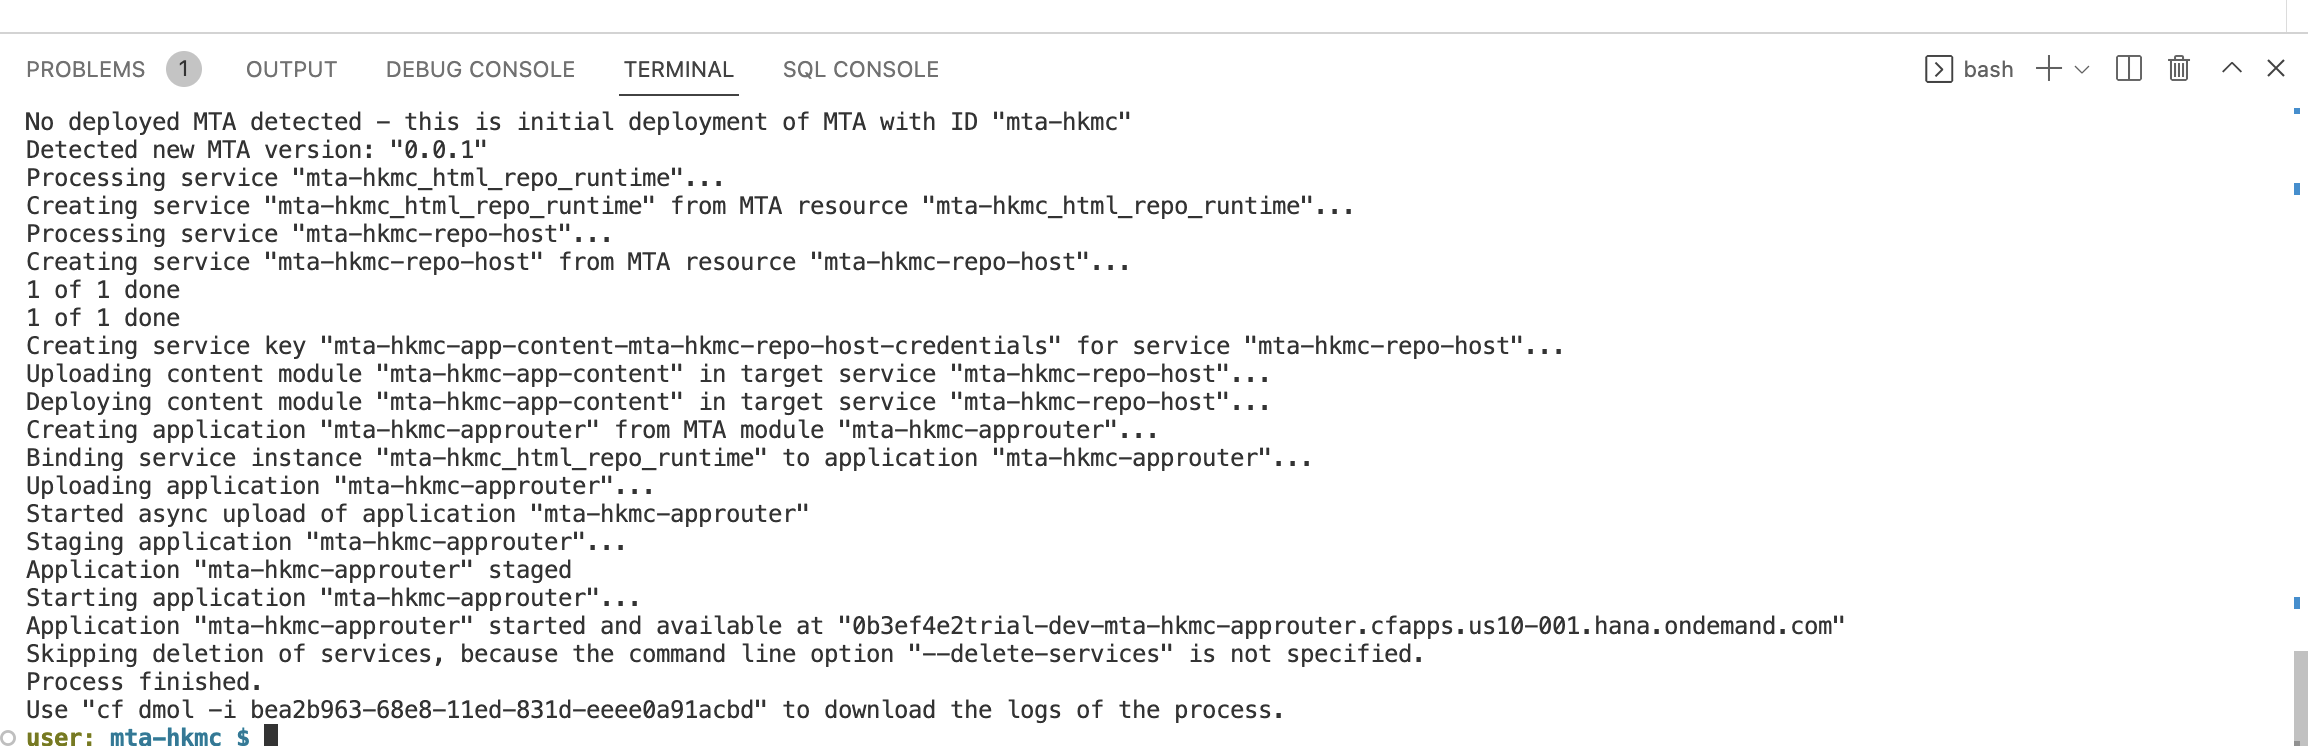 PROBLEMS 1 OUTPUT DEBUG CONSOLE TERMINAL SQL CONSOLE bash
No deployed MTA detected - this is initial deployment of MTA with ID "mta-hkmc"
Detected new MTA version: "0.0.1"
Processing service "mta-hkmc_html_repo_runtime"...
Creating service "mta-hkmc_html_repo_runtime" from MTA resource "mta-hkmc_html_repo_runtime"...
Processing service "mta-hkmc-repo-host"...
Creating service "mta-hkmc-repo-host" from MTA resource "mta-hkmc-repo-host"...
1 of 1 done
1 of 1 done
Creating service key "mta-hkmc-app-content-mta-hkmc-repo-host-credentials" for service "mta-hkmc-repo-host"...
Uploading content module "mta-hkmc-app-content" in target service "mta-hkmc-repo-host"...
Deploying content module "mta-hkmc-app-content" in target service "mta-hkmc-repo-host"...
Creating application "mta-hkmc-approuter" from MTA module "mta-hkmc-approuter"...
Binding service instance "mta-hkmc_html_repo_runtime" to application "mta-hkmc-approuter"...
Uploading application "mta-hkmc-approuter"...
Started async upload of application "mta-hkmc-approuter"
Staging application "mta-hkmc-approuter"...
Application "mta-hkmc-approuter" staged
Starting application "mta-hkmc-approuter"...
Application "mta-hkmc-approuter" started and available at "0b3ef4e2trial-dev-mta-hkmc-approuter.cfapps.us10-001.hana.ondemand.com"
Skipping deletion of services, because the command line option "--delete-services" is not specified.
Process finished.
Use "cf dmol -i bea2b963-68e8-11ed-831d-eeee0a91acbd" to download the logs of the process.
user: mta-hkmc $